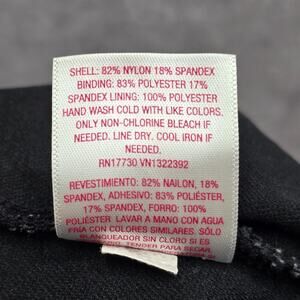 SHELL: 82% NYLON 18% SPANDEX
BINDING: 83% POLYESTER 17%
SPANDEX LINING: 100% POLYESTER
HAND WASH COLD WITH LIKE COLORS.
ONLY NON-CHLORINE BLEACH IF
NEEDED. LINE DRY. COOL IRON IF
NEEDED.
RN17730 VN1322392
REVESTIMIENTO: 82% NAILON, 18%
SPANDEX, ADHESIVO: 83% POLIÉSTER,
17% SPANDEX, FORRO: 100%
POLIÉSTER LAVAR A MANO CON AGUA
FRÍA CON COLORES SIMILARES. SÓLO
BLANQUEADOR SIN CLORO SI ES
TENDER PARA SECAR